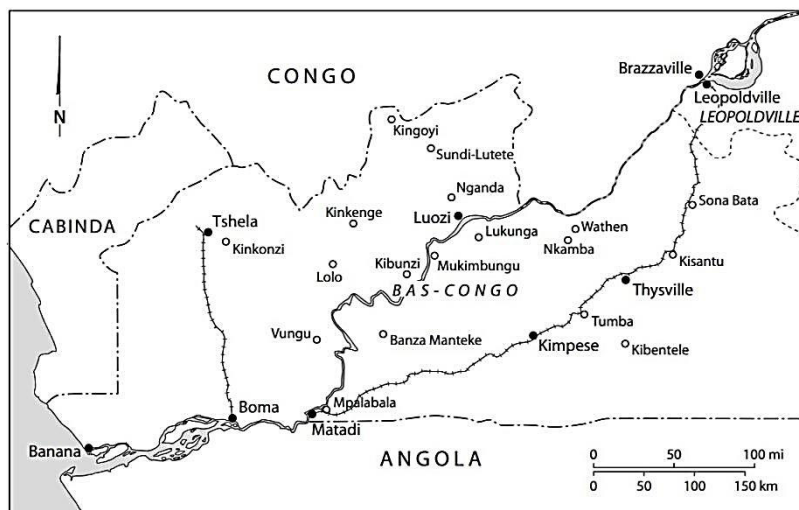 CONGO
Brazzaville
Leopoldville
LEOPOLDVILLE
N
Kingoyi
Sundi-Lutete
Nganda
Sona Bata
CABINDA
Tshela
Kinkenge
Luozi
Lukunga
Wathen
Kinkonzi
Nkamba
Lolo
Kibunzi
Mukimbungu
Kisantu
BAS-CONGO
Thysville
Vungu
Banza Manteke
Tumba
Kimpese
Kibentele
Boma
Mpalabala
Matadi
Banana
ANGOLA
0 50 100 mi
0 50 100 150 km